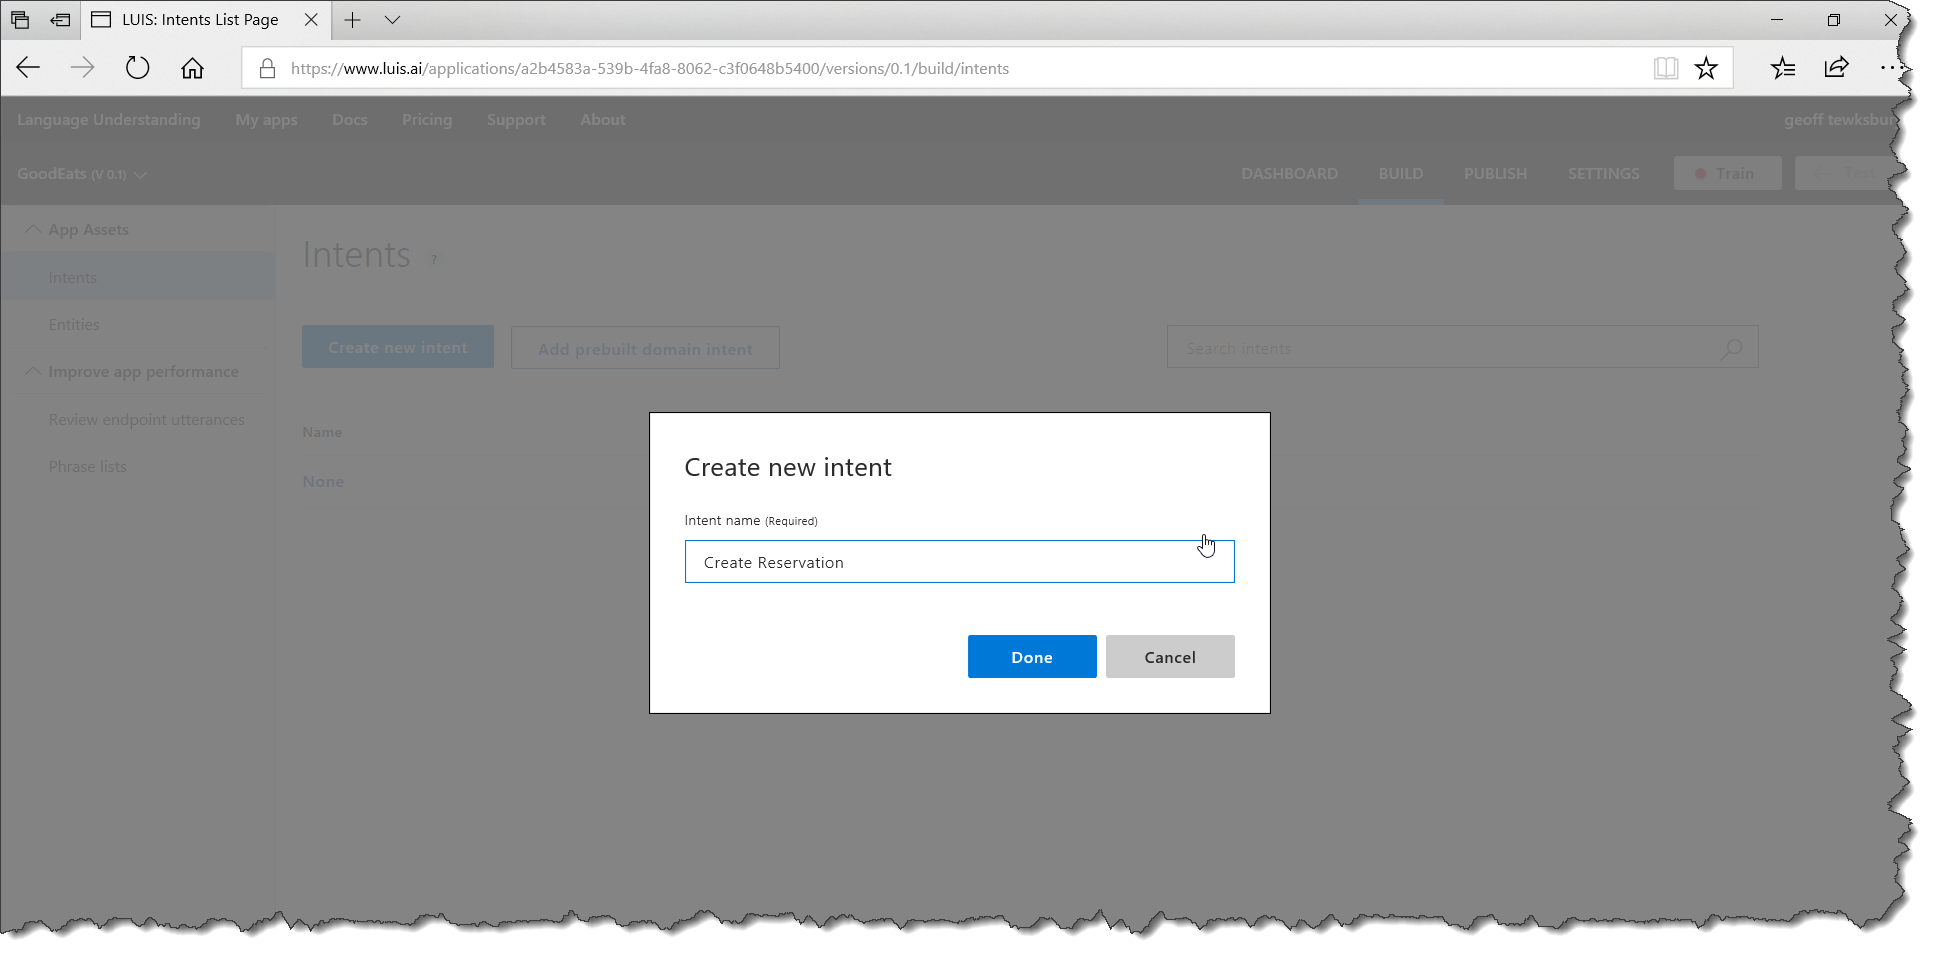 LUIS: Intents List Page
https://www.luis.ai/applications/a2b4583a-539b-4fa8-8062-c3f0648b5400/versions/0.1/build/intents
Language Understanding My apps Docs Pricing Support About geoff tewksbur
GoodEats (V 0.1) DASHBOARD BUILD PUBLISH SETTINGS Train Test
App Assets
Intents
Entities
Improve app performance
Review endpoint utterances
Phrase lists
Intents ?
Create new intent Add prebuilt domain intent Search intents
Name
None
Create new intent
Intent name (Required)
Create Reservation
Done Cancel